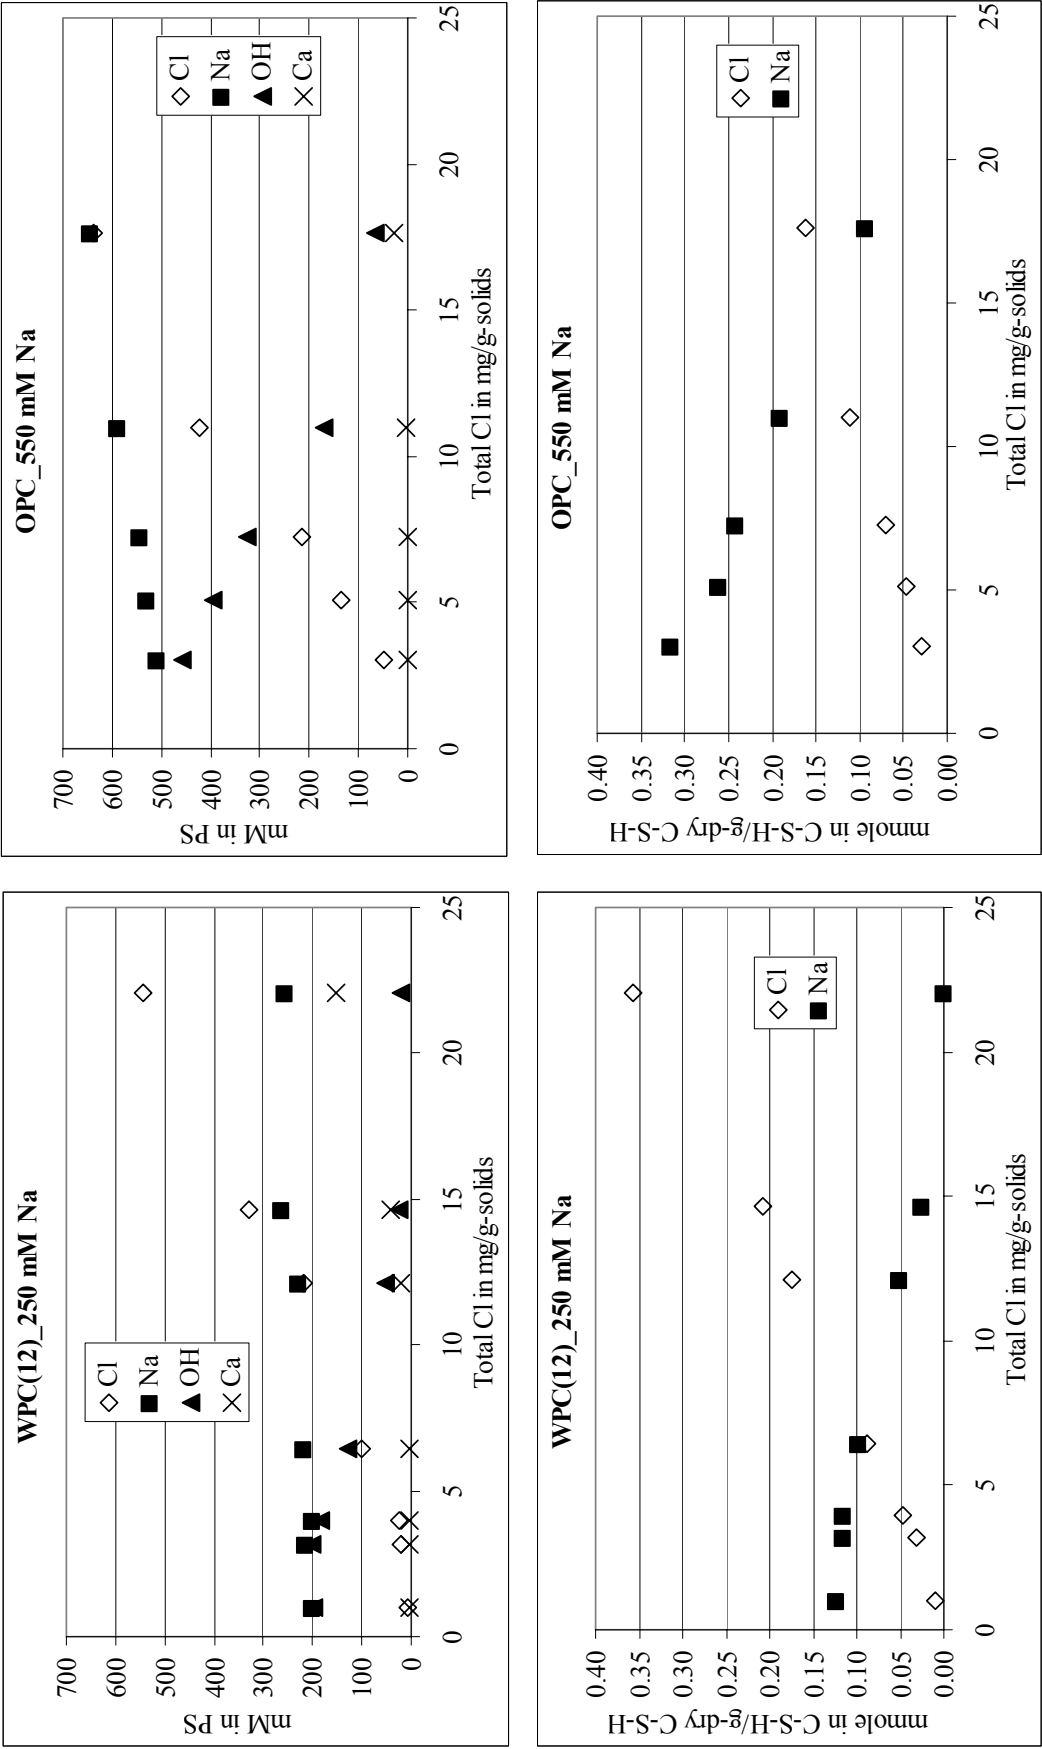 WPC(12)_250 mM Na
mM in PS
700
600
500
400
300
200
100
0
0
5
10
15
20
25
Total Cl in mg/g-solids
Cl
Na
OH
Ca
OPC_550 mM Na
mM in PS
700
600
500
400
300
200
100
0
0
5
10
15
20
25
Total Cl in mg/g-solids
Cl
Na
OH
Ca
WPC(12)_250 mM Na
mmole in C-S-H/g-dry C-S-H
0.40
0.35
0.30
0.25
0.20
0.15
0.10
0.05
0.00
0
5
10
15
20
25
Total Cl in mg/g-solids
Cl
Na
OPC_550 mM Na
mmole in C-S-H/g-dry C-S-H
0.40
0.35
0.30
0.25
0.20
0.15
0.10
0.05
0.00
0
5
10
15
20
25
Total Cl in mg/g-solids
Cl
Na